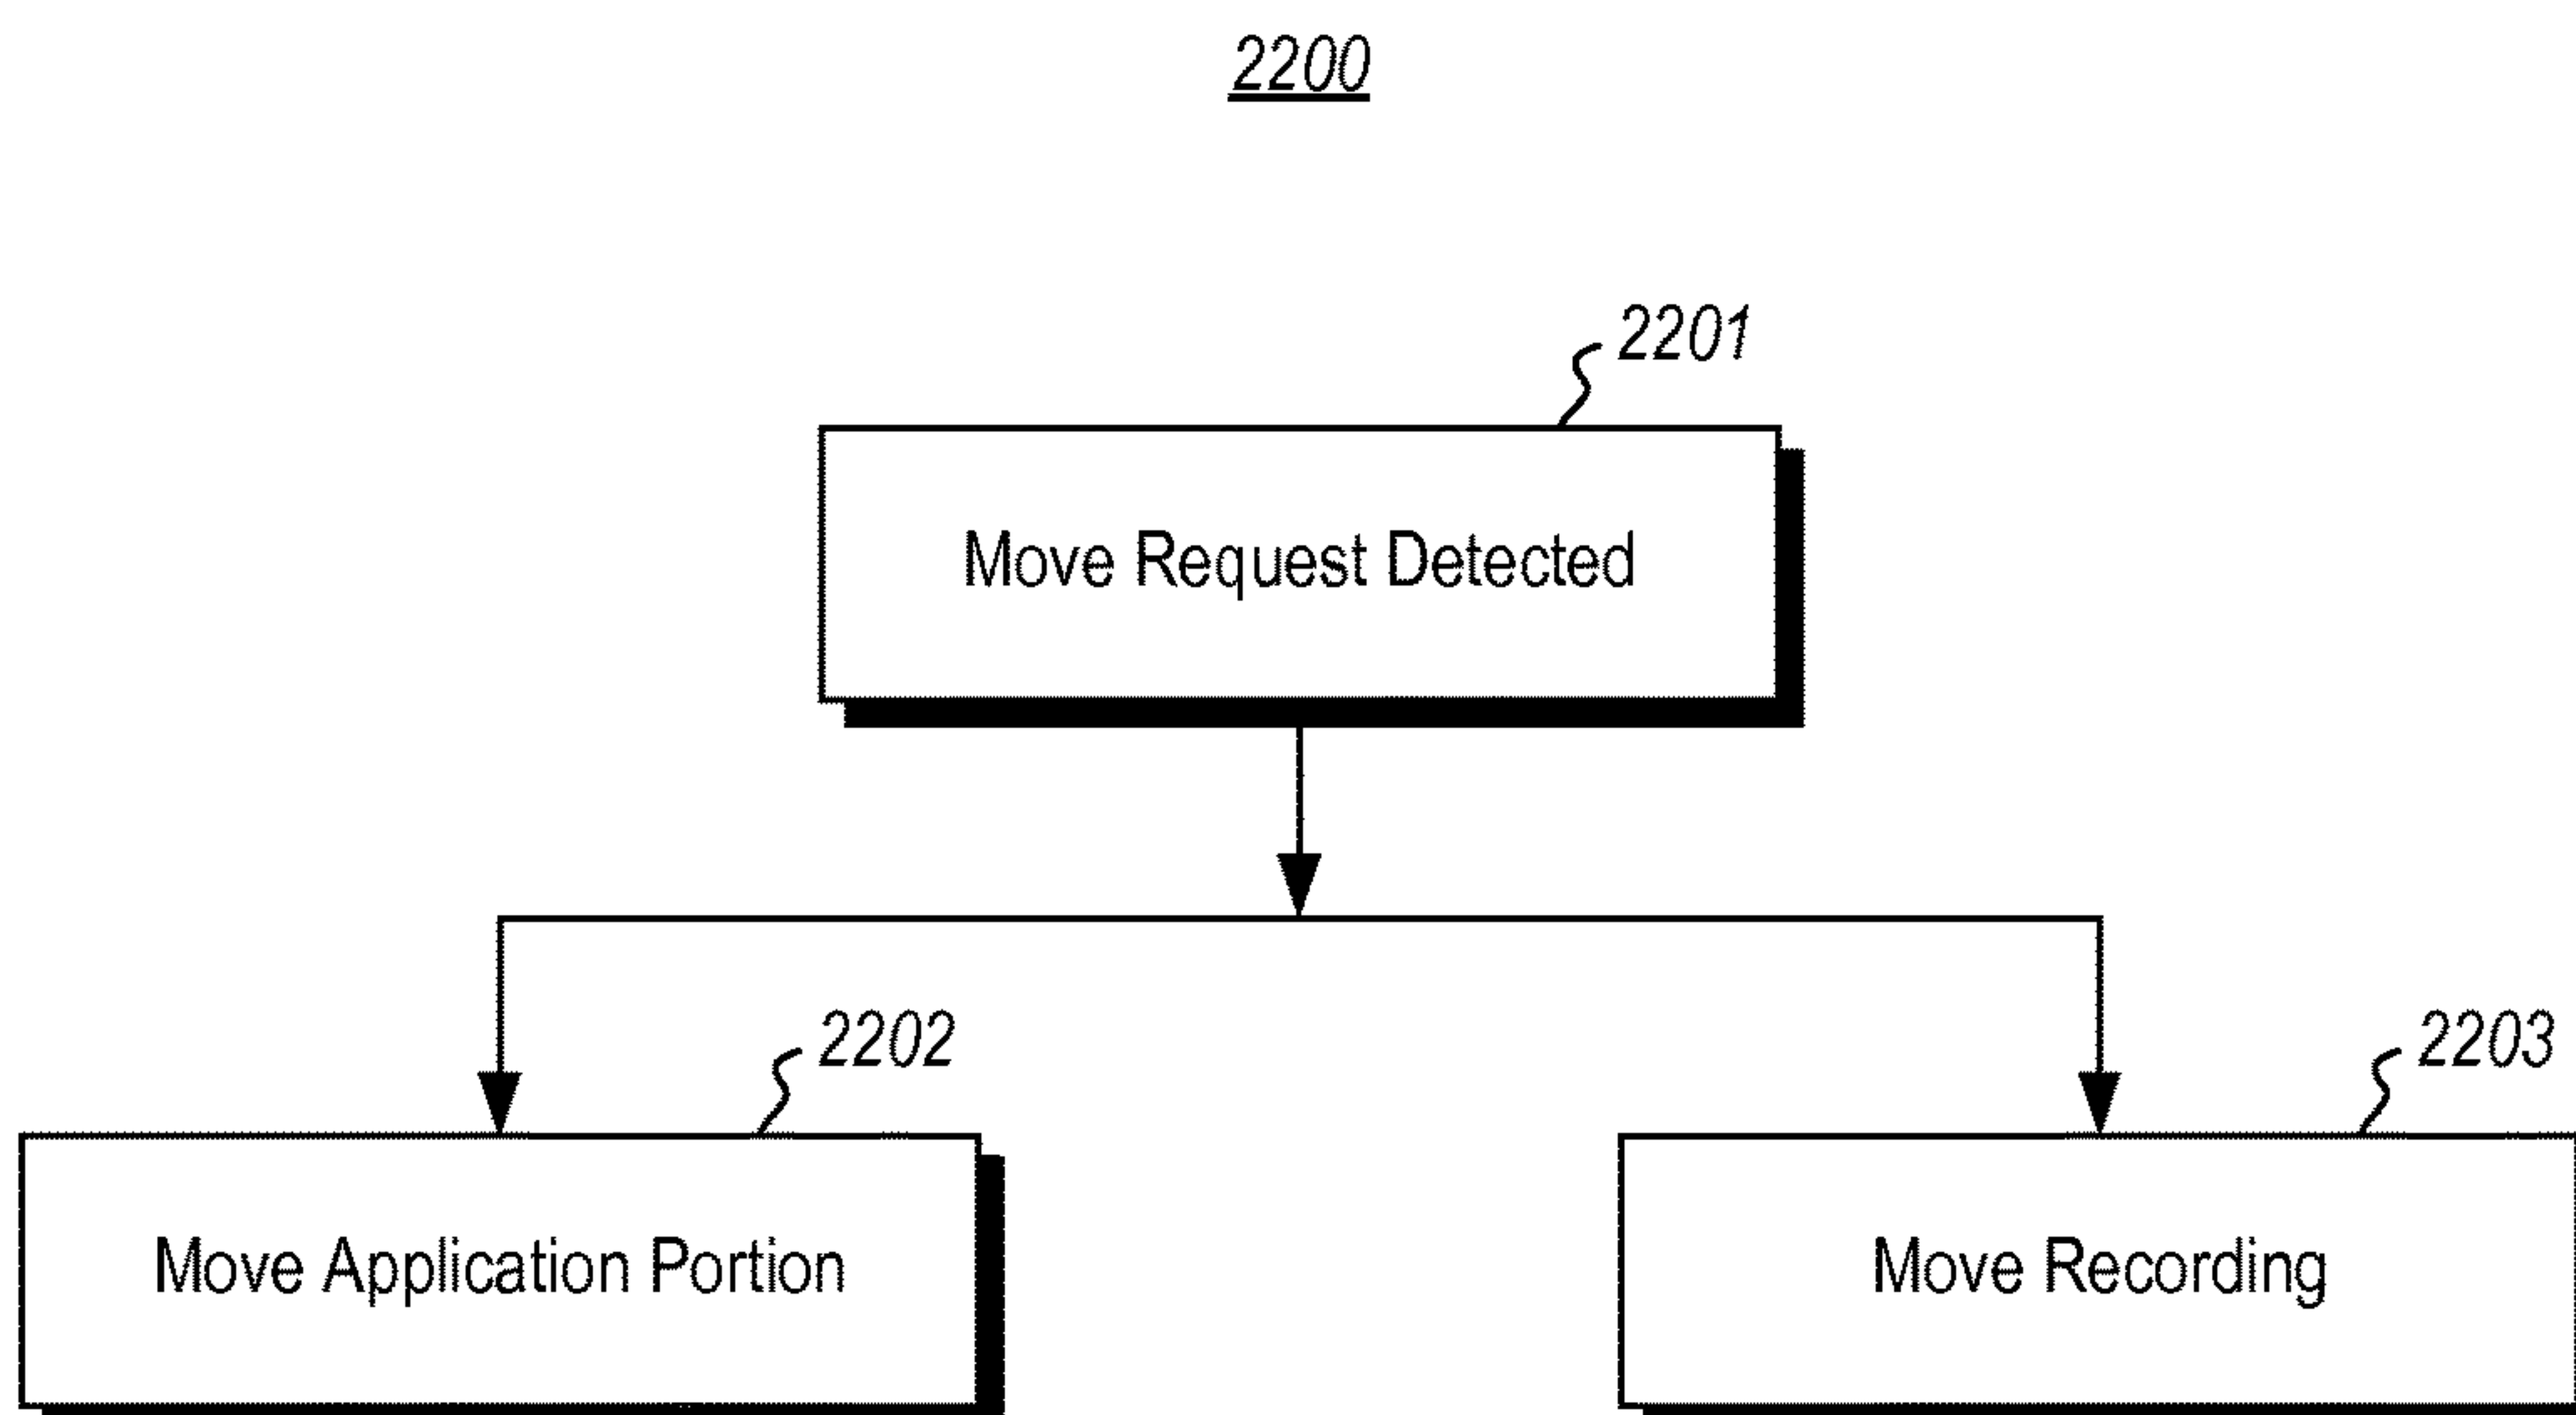 2200
2201
Move Request Detected
2202
2203
Move Application Portion
Move Recording